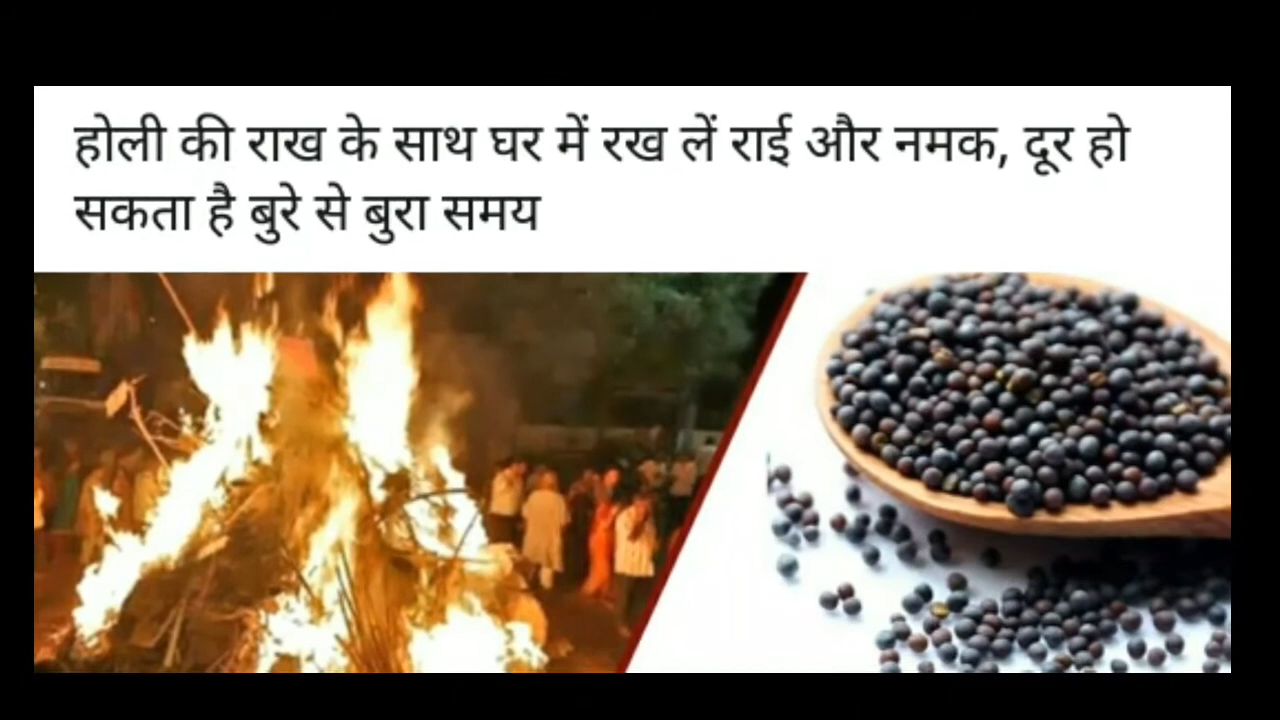 होली की राख के साथ घर में रख लें राई और नमक, दूर हो
सकता है बुरे से बुरा समय